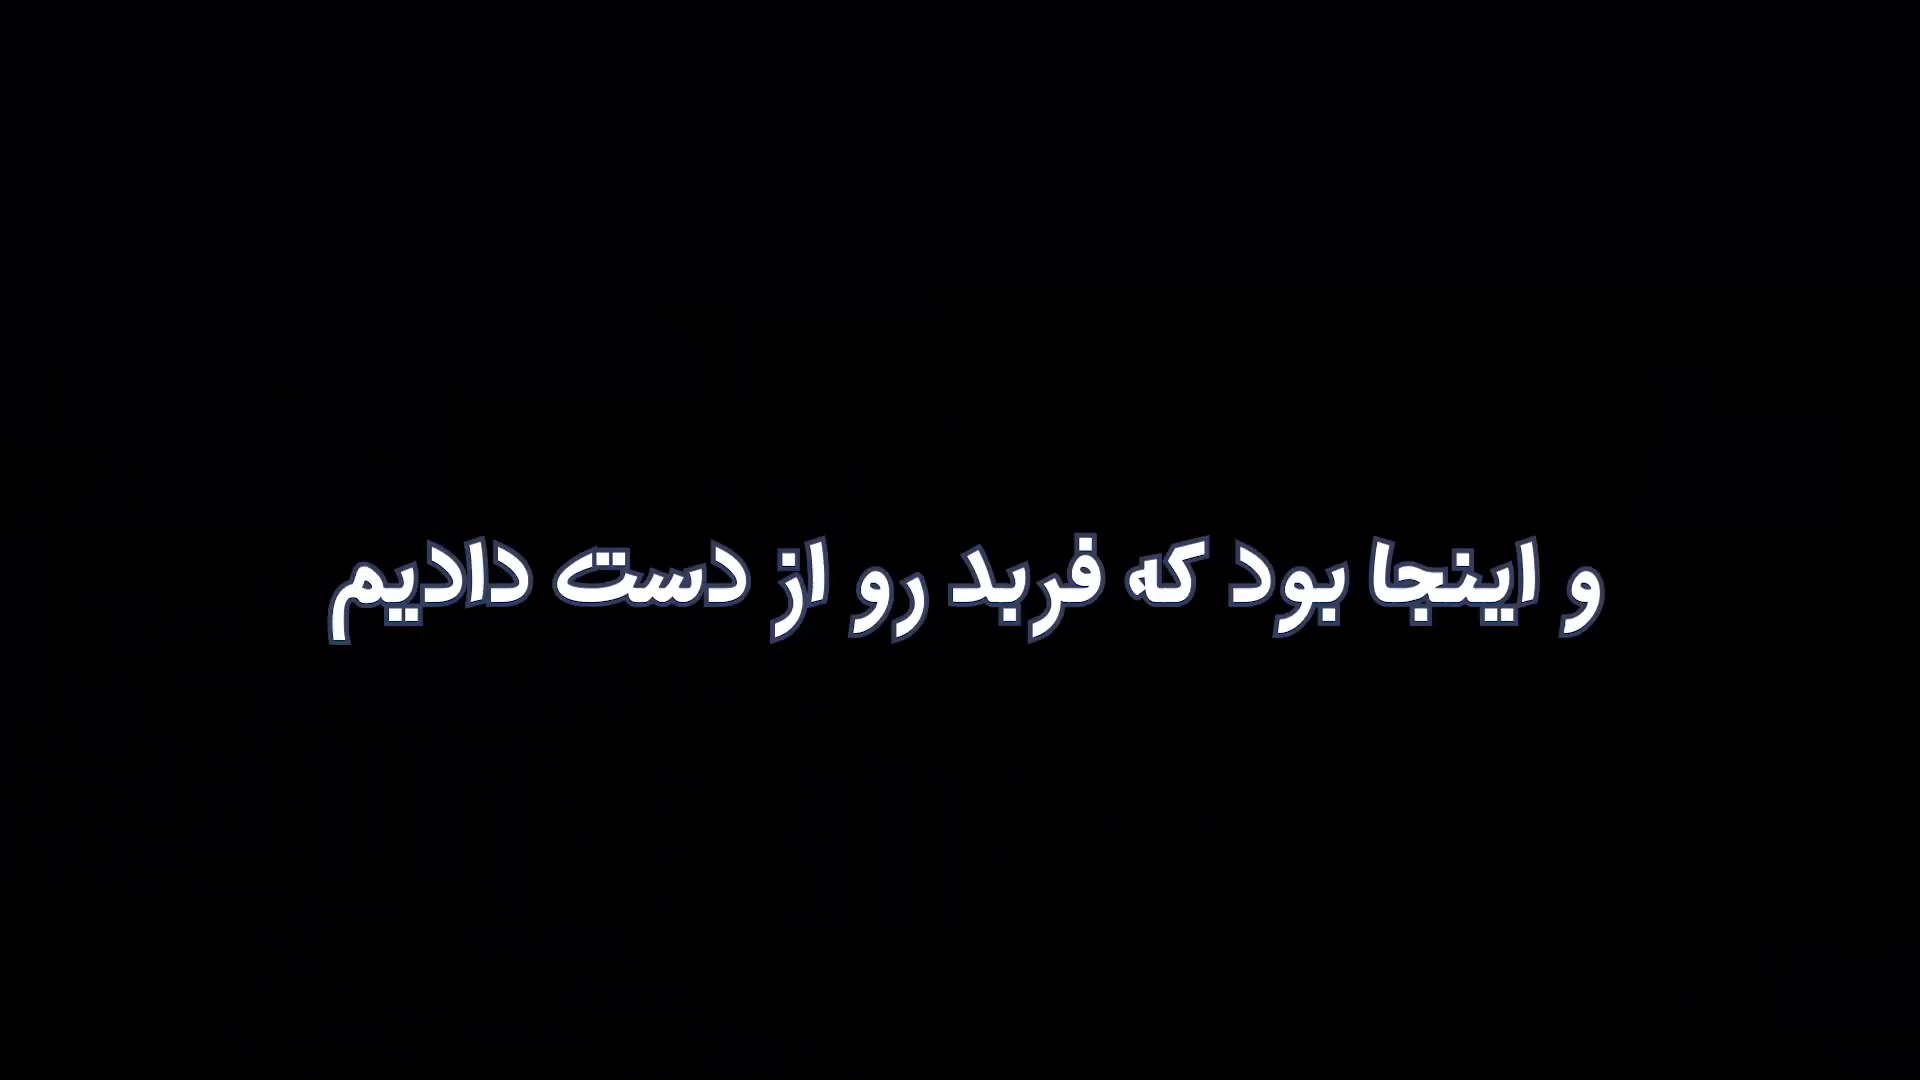 و اینجا بود که فربد رو از دست دادیم